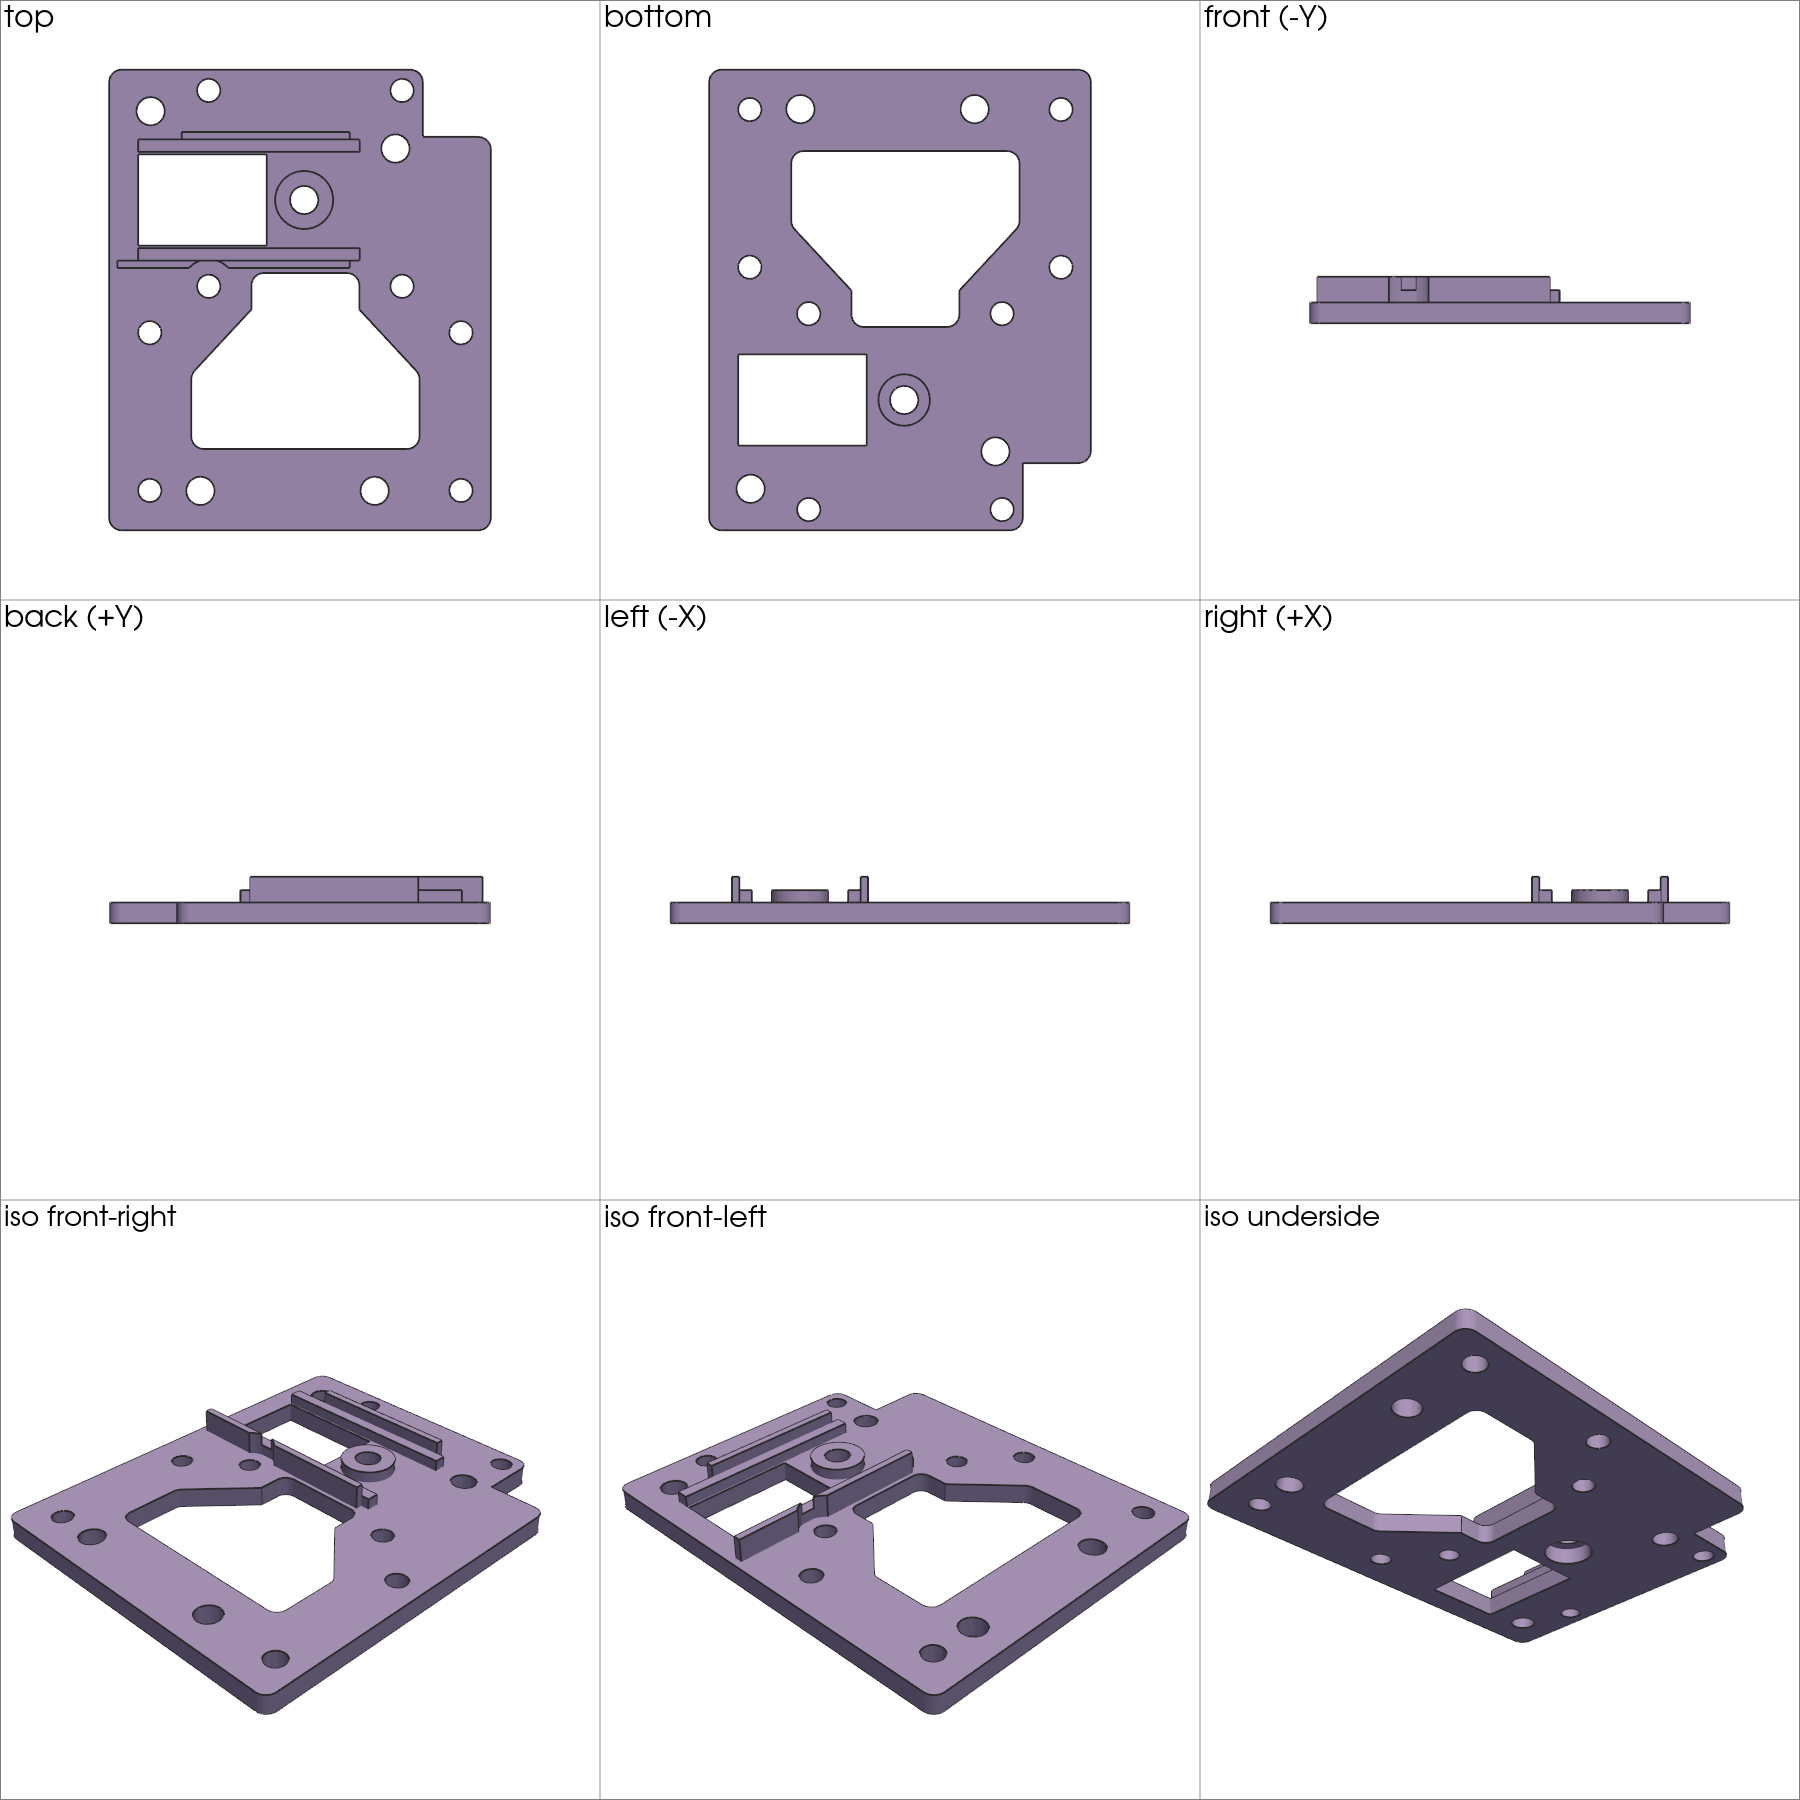 top
bottom
front (-Y)
back (+Y)
left (-X)
right (+X)
iso front-right
iso front-left
iso underside